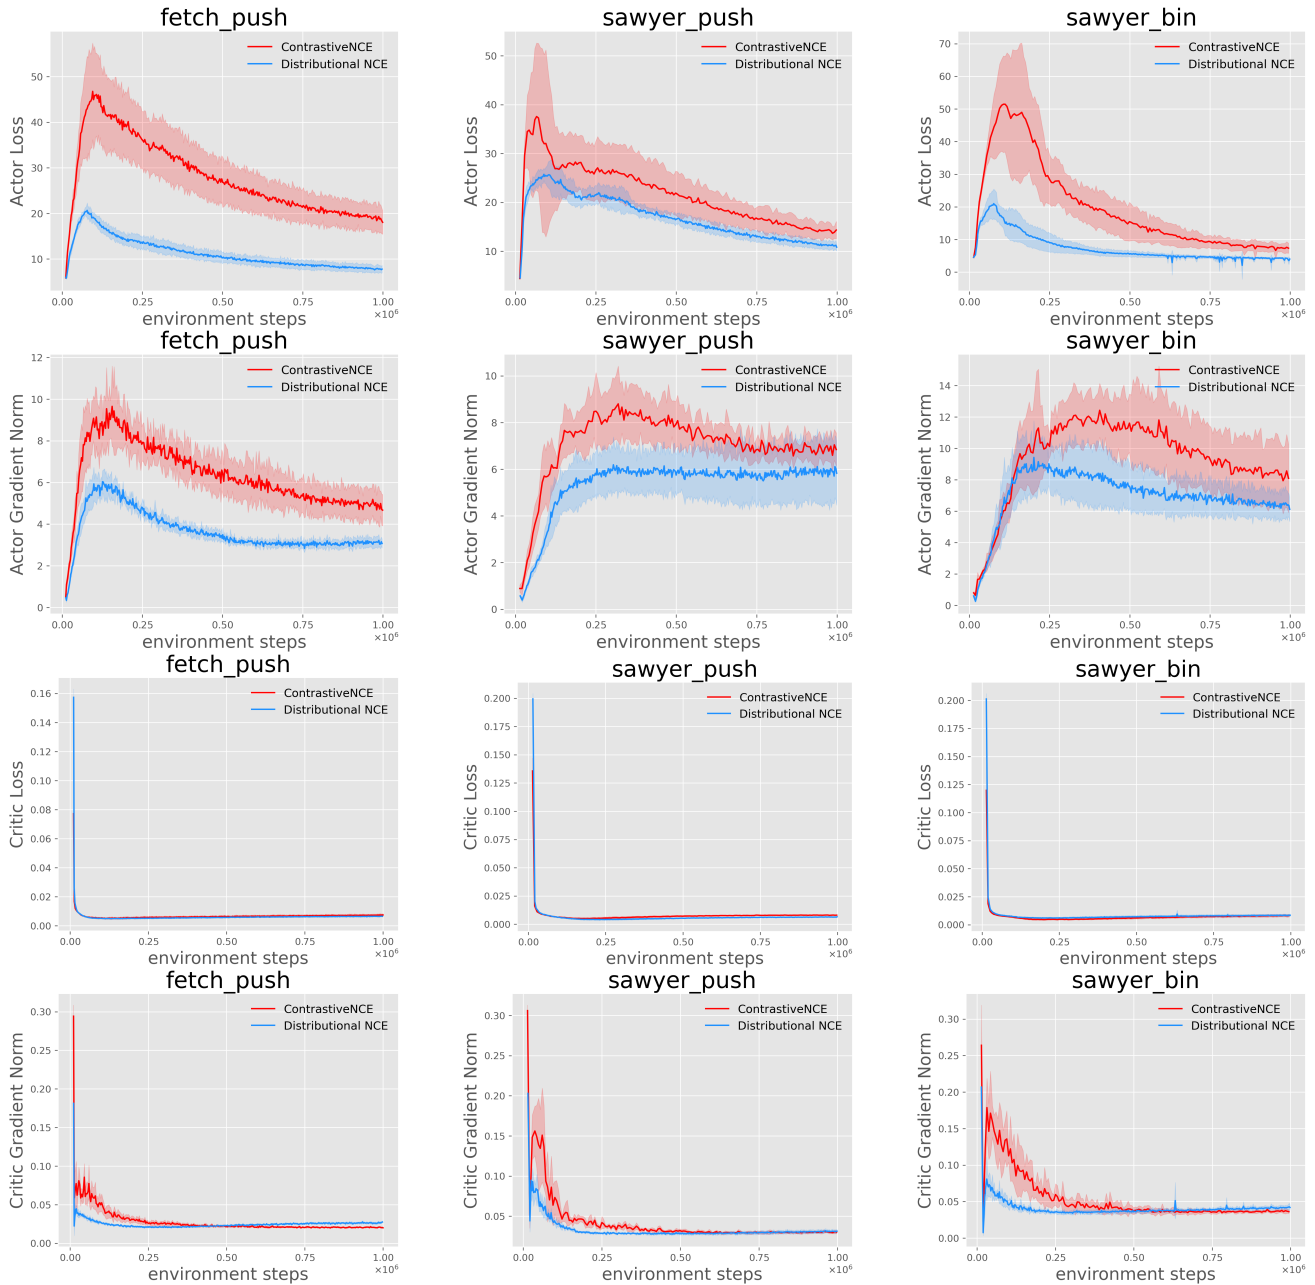 fetch_push
sawyer_push
sawyer_bin
ContrastiveNCE
Distributional NCE
ContrastiveNCE
Distributional NCE
ContrastiveNCE
Distributional NCE
Actor Loss
50
40
30
20
10
Actor Loss
50
40
30
20
10
Actor Loss
70
60
50
40
30
20
10
0
0.00 0.25 0.50 0.75 1.00
×10⁶
environment steps
0.00 0.25 0.50 0.75 1.00
×10⁶
environment steps
0.00 0.25 0.50 0.75 1.00
×10⁶
environment steps
fetch_push
sawyer_push
sawyer_bin
ContrastiveNCE
Distributional NCE
ContrastiveNCE
Distributional NCE
ContrastiveNCE
Distributional NCE
Actor Gradient Norm
12
10
8
6
4
2
0
Actor Gradient Norm
10
8
6
4
2
0
Actor Gradient Norm
14
12
10
8
6
4
2
0
0.00 0.25 0.50 0.75 1.00
×10⁶
environment steps
0.00 0.25 0.50 0.75 1.00
×10⁶
environment steps
0.00 0.25 0.50 0.75 1.00
×10⁶
environment steps
fetch_push
sawyer_push
sawyer_bin
ContrastiveNCE
Distributional NCE
ContrastiveNCE
Distributional NCE
ContrastiveNCE
Distributional NCE
Critic Loss
0.16
0.14
0.12
0.10
0.08
0.06
0.04
0.02
0.00
Critic Loss
0.200
0.175
0.150
0.125
0.100
0.075
0.050
0.025
0.000
Critic Loss
0.200
0.175
0.150
0.125
0.100
0.075
0.050
0.025
0.000
0.00 0.25 0.50 0.75 1.00
×10⁶
environment steps
0.00 0.25 0.50 0.75 1.00
×10⁶
environment steps
0.00 0.25 0.50 0.75 1.00
×10⁶
environment steps
fetch_push
sawyer_push
sawyer_bin
ContrastiveNCE
Distributional NCE
ContrastiveNCE
Distributional NCE
ContrastiveNCE
Distributional NCE
Critic Gradient Norm
0.30
0.25
0.20
0.15
0.10
0.05
0.00
Critic Gradient Norm
0.30
0.25
0.20
0.15
0.10
0.05
Critic Gradient Norm
0.30
0.25
0.20
0.15
0.10
0.05
0.00
0.00 0.25 0.50 0.75 1.00
×10⁶
environment steps
0.00 0.25 0.50 0.75 1.00
×10⁶
environment steps
0.00 0.25 0.50 0.75 1.00
×10⁶
environment steps